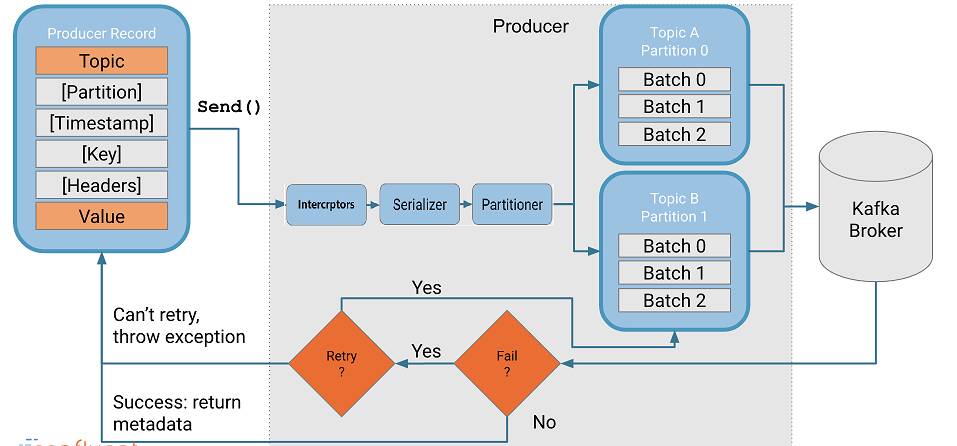 Producer Record
Topic
[Partition]
[Timestamp]
[Key]
[Headers]
Value
Send()
Producer
Intercrptors
Serializer
Partitioner
Topic A
Partition 0
Batch 0
Batch 1
Batch 2
Topic B
Partition 1
Batch 0
Batch 1
Batch 2
Kafka
Broker
Yes
Can't retry,
throw exception
Retry
?
Yes
Fail
?
Success: return
metadata
No